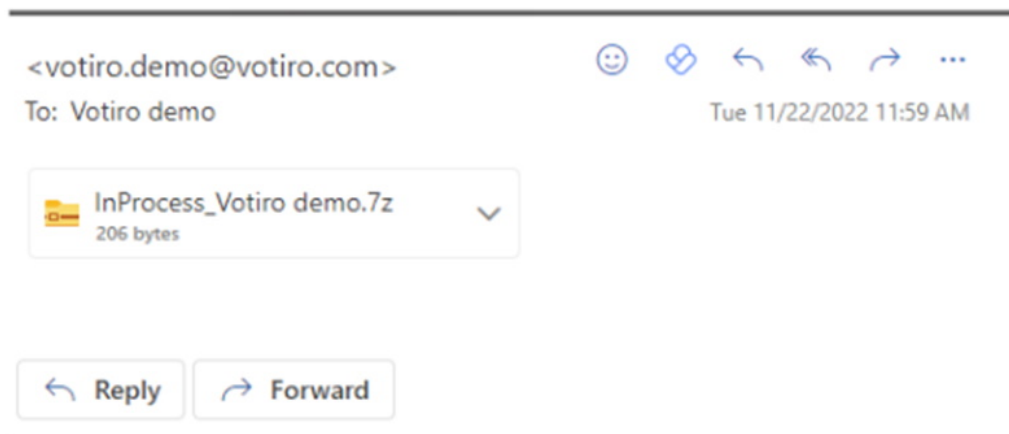 <votiro.demo@votiro.com>
To: Votiro demo
Tue 11/22/2022 11:59 AM
InProcess_Votiro demo.7z
206 bytes
Reply
Forward